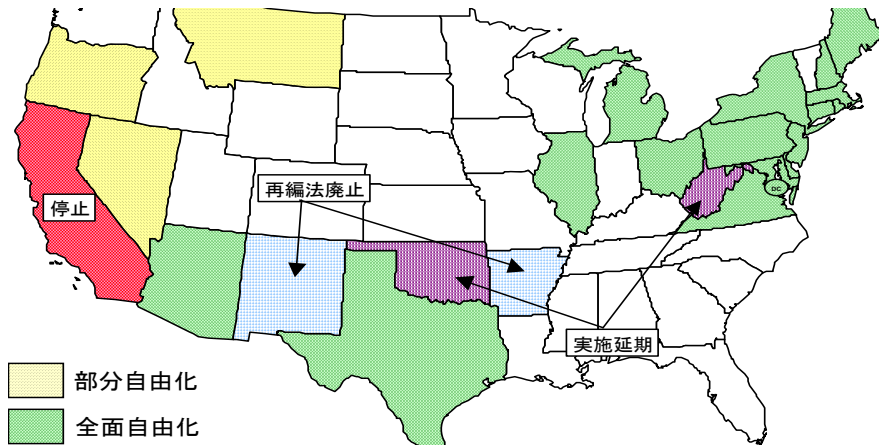 再編法廃止
停止
DC
実施延期
部分自由化
全面自由化